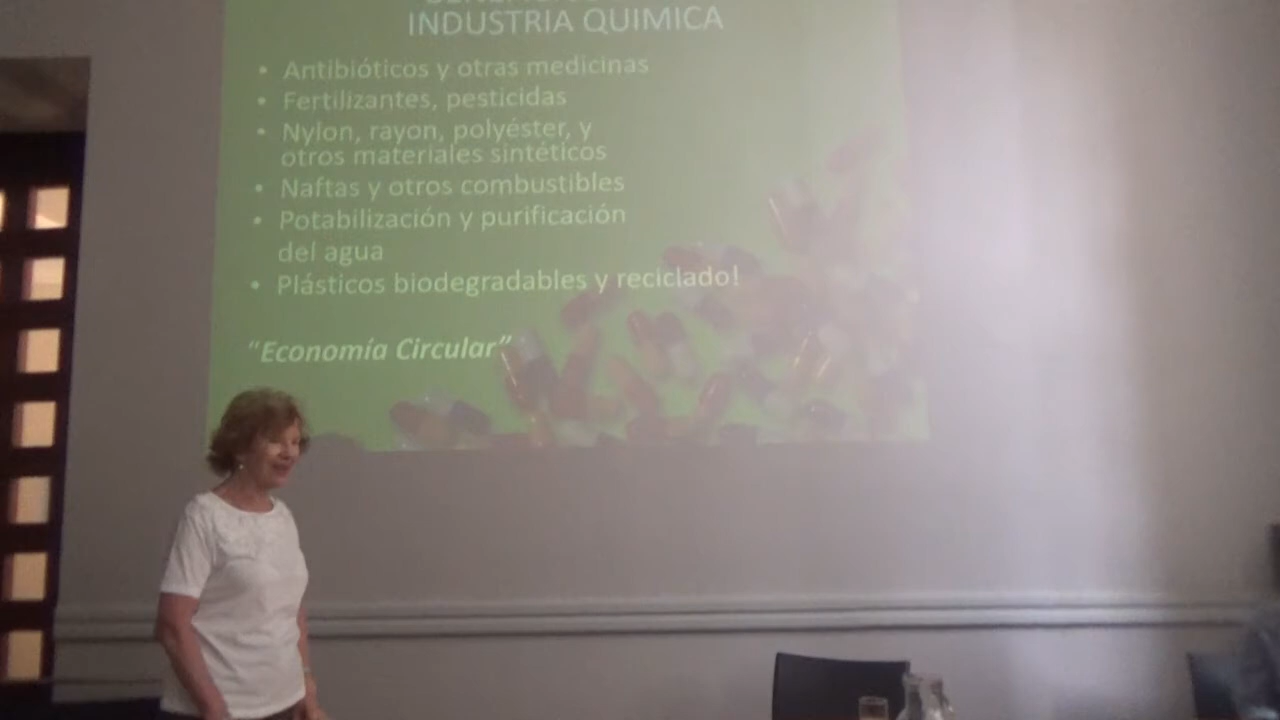 INDUSTRIA QUIMICA
• Antibióticos y otras medicinas
• Fertilizantes, pesticidas
• Nylon, rayon, polyéster, y
otros materiales sintéticos
• Naftas y otros combustibles
• Potabilización y purificación
del agua
• Plásticos biodegradables y reciclado!
“Economía Circular”